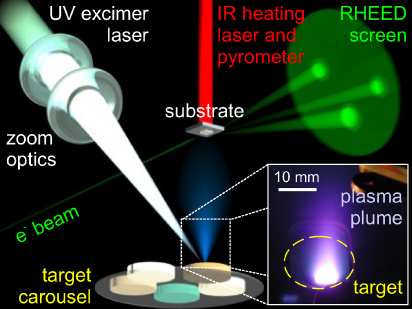 UV excimer
laser
IR heating
laser and
pyrometer
RHEED
screen
substrate
zoom
optics
e⁻ beam
10 mm
plasma
plume
target
target
carousel